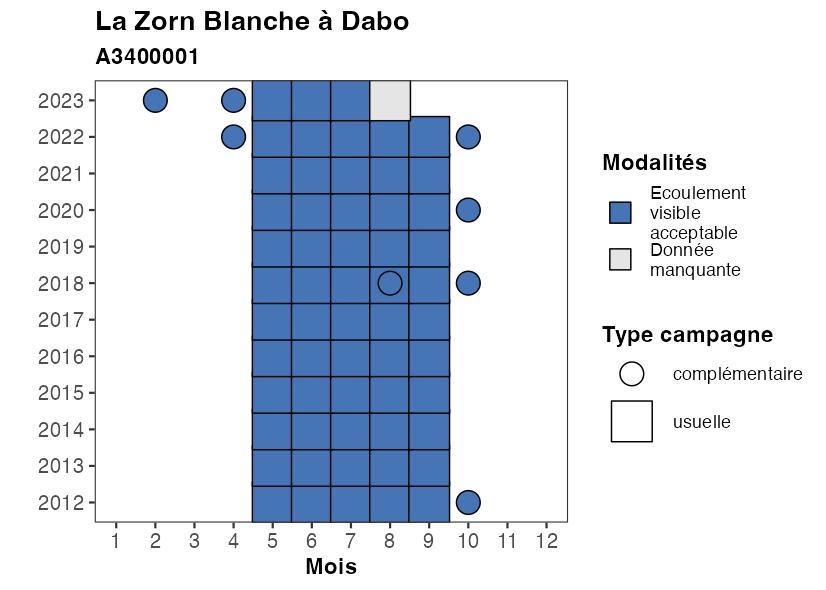 La Zorn Blanche à Dabo
A3400001
2023
2022
2021
2020
2019
2018
2017
2016
2015
2014
2013
2012
1 2 3 4 5 6 7 8 9 10 11 12
Mois
Modalités
Ecoulement
visible
acceptable
Donnée
manquante
Type campagne
complémentaire
usuelle